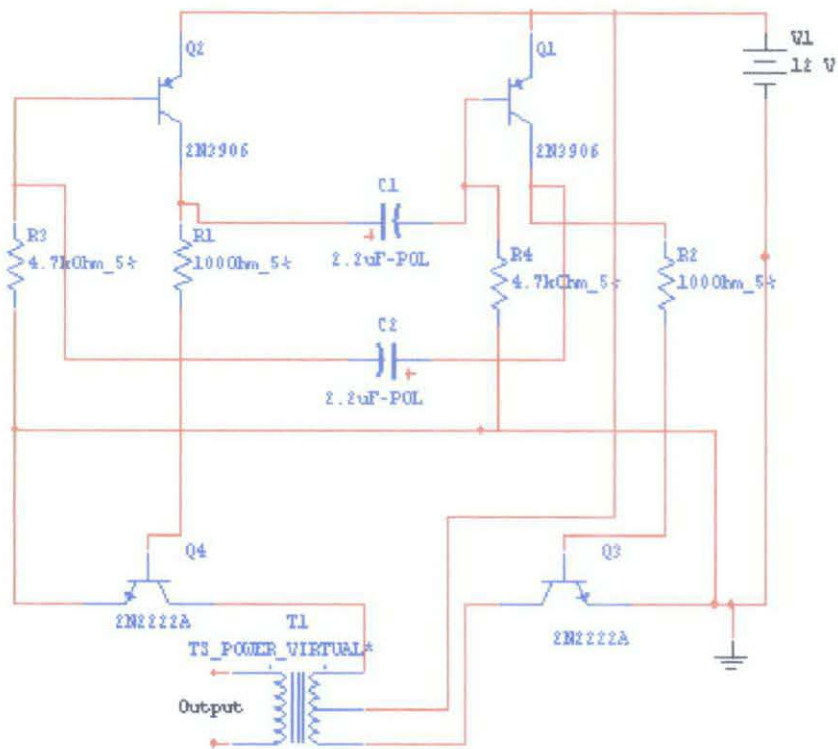 Q2
Q1
V1
12 V
2N3906
2N3906
C1
R3
4.7kOhm_5%
R1
100Ohm_5%
+
2.2uF-POL
R4
4.7kOhm_5%
R2
100Ohm_5%
C2
+
2.2uF-POL
Q4
Q3
2N2222A
T1
2N2222A
TS_POWER_VIRTUAL*
Output